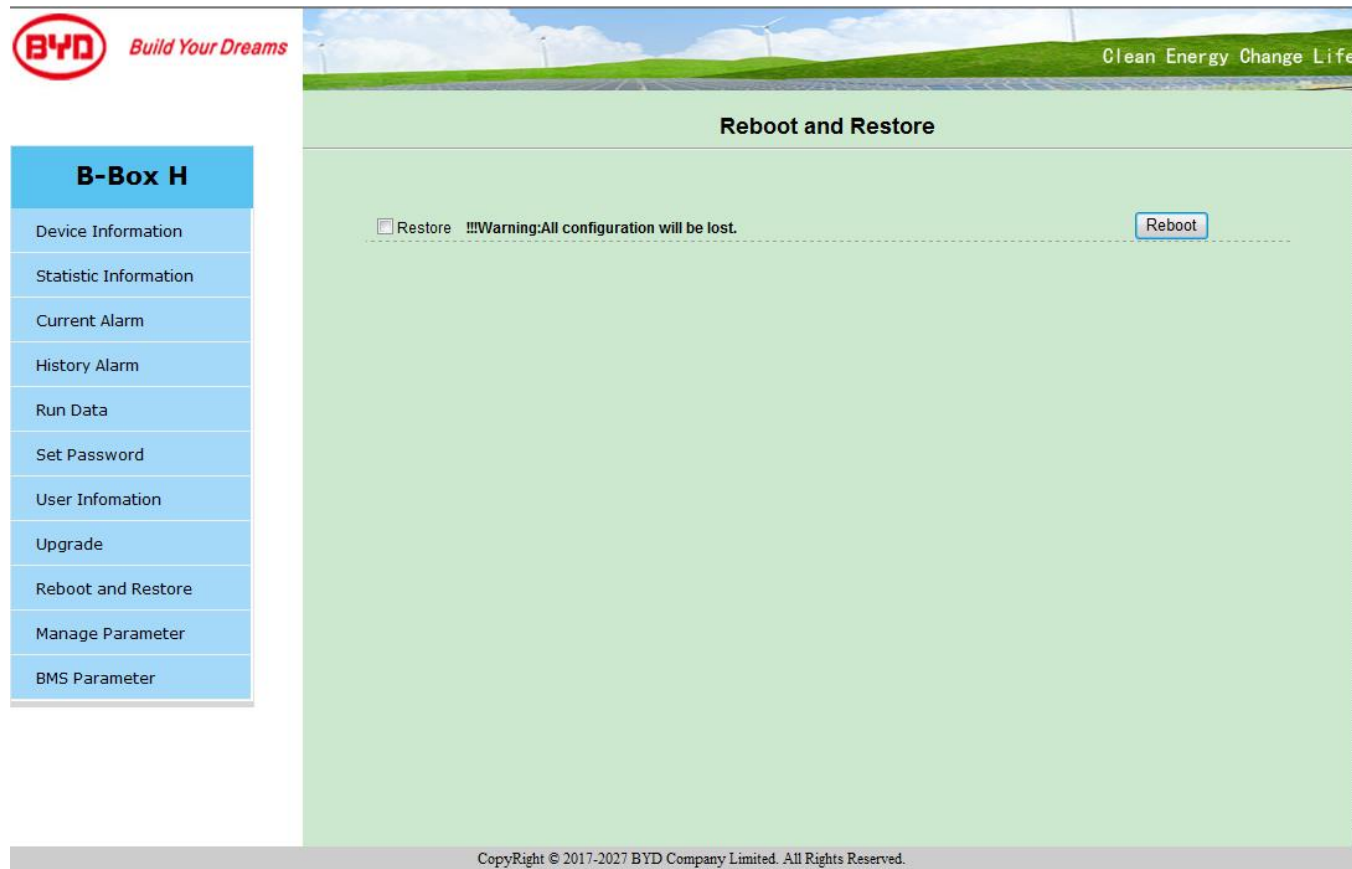 BYD Build Your Dreams
Clean Energy Change Life
Reboot and Restore
B-Box H
Device Information
Statistic Information
Current Alarm
History Alarm
Run Data
Set Password
User Infomation
Upgrade
Reboot and Restore
Manage Parameter
BMS Parameter
Restore !!!Warning:All configuration will be lost. Reboot
CopyRight © 2017-2027 BYD Company Limited. All Rights Reserved.